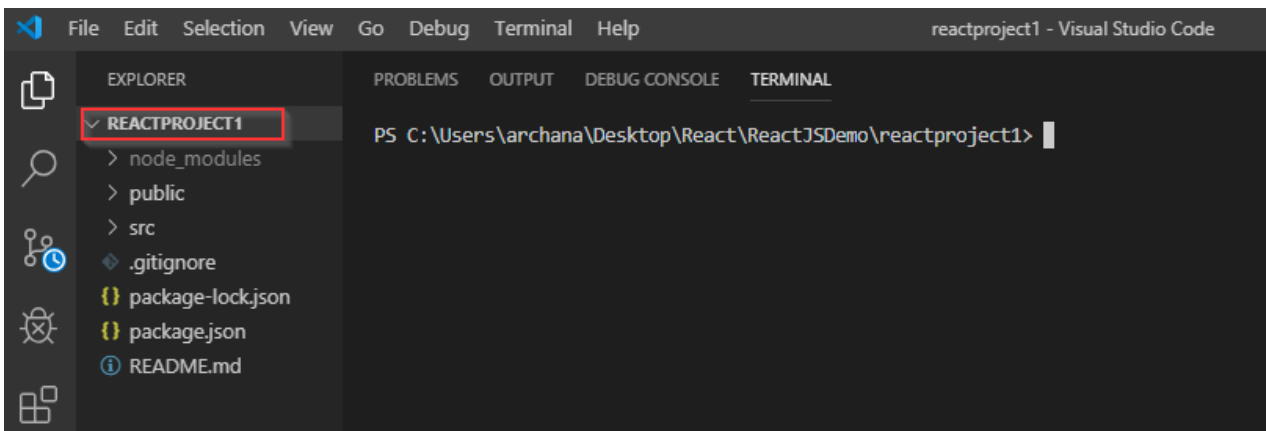 File Edit Selection View Go Debug Terminal Help reactproject1 - Visual Studio Code
EXPLORER
REACTPROJECT1
node_modules
public
src
.gitignore
{} package-lock.json
{} package.json
README.md
PROBLEMS OUTPUT DEBUG CONSOLE TERMINAL
PS C:\Users\archana\Desktop\React\ReactJSDemo\reactproject1>